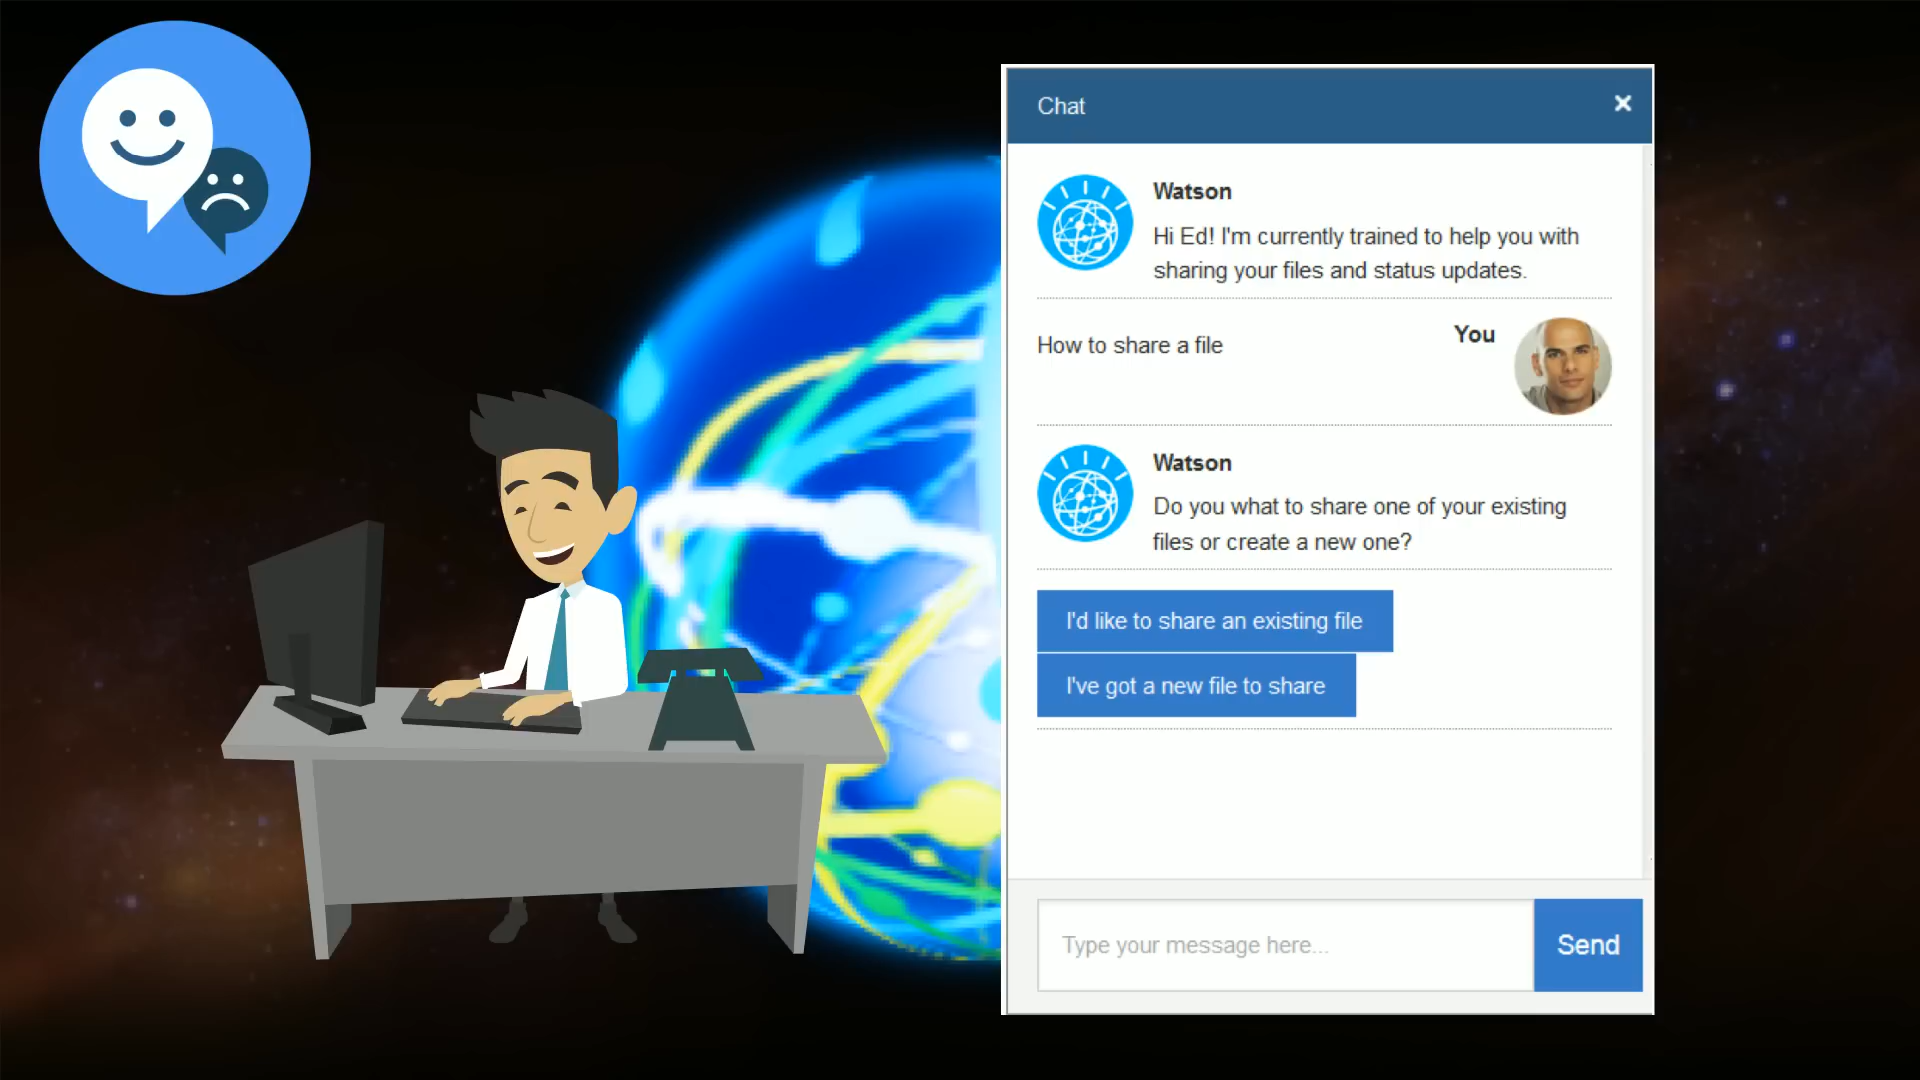 Chat
Watson
Hi Ed! I'm currently trained to help you with
sharing your files and status updates.
You
How to share a file
Watson
Do you what to share one of your existing
files or create a new one?
I'd like to share an existing file
I've got a new file to share
Type your message here...
Send